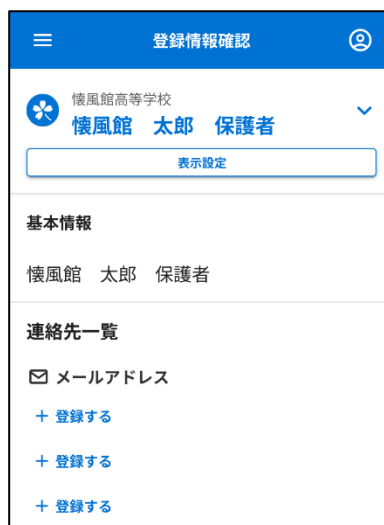 登録情報確認
懐風館高等学校
懐風館　太郎　保護者
表示設定
基本情報
懐風館　太郎　保護者
連絡先一覧
メールアドレス
＋ 登録する
＋ 登録する
＋ 登録する